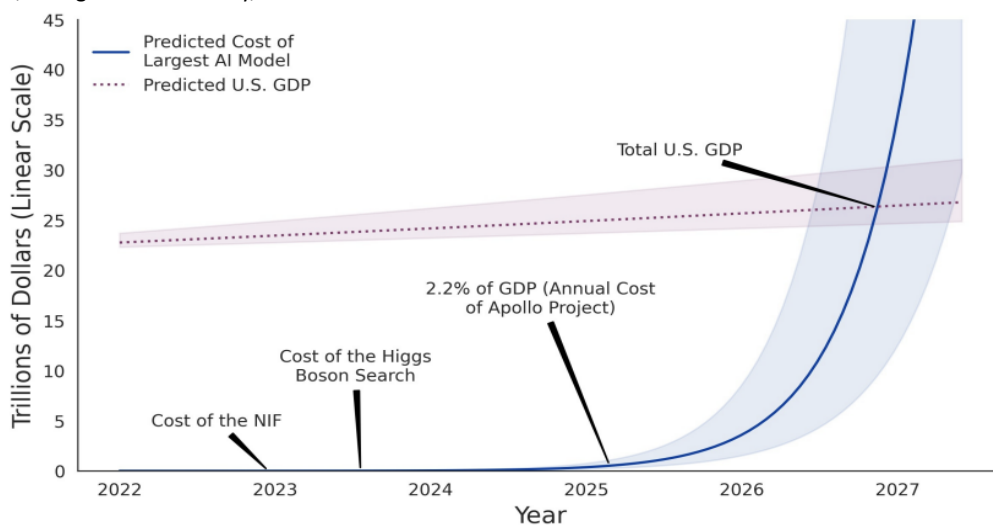 45
40
35
30
25
20
15
10
5
0
Trillions of Dollars (Linear Scale)
Predicted Cost of
Largest AI Model
Predicted U.S. GDP
Total U.S. GDP
2.2% of GDP (Annual Cost
of Apollo Project)
Cost of the Higgs
Boson Search
Cost of the NIF
2022
2023
2024
2025
2026
2027
Year